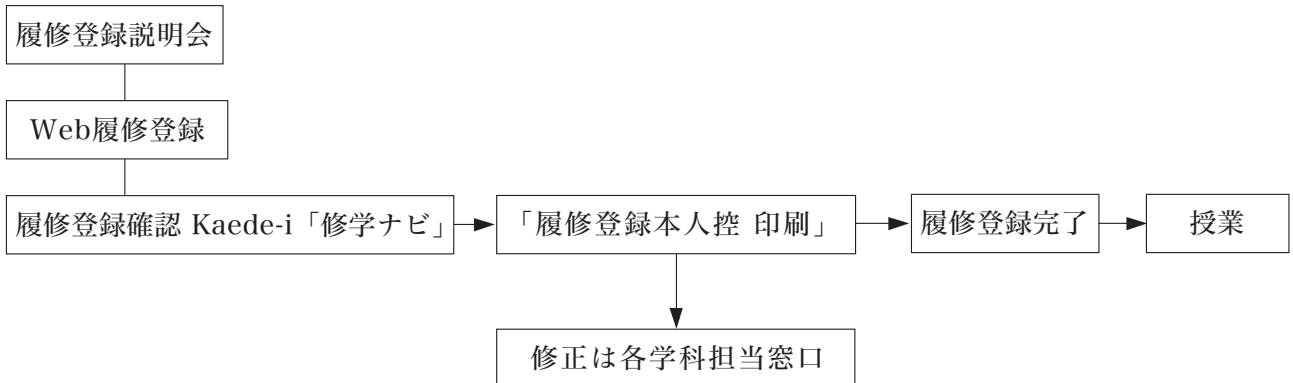 履修登録説明会
Web履修登録
履修登録確認 Kaede-i「修学ナビ」
「履修登録本人控 印刷」
履修登録完了
授業
修正は各学科担当窓口